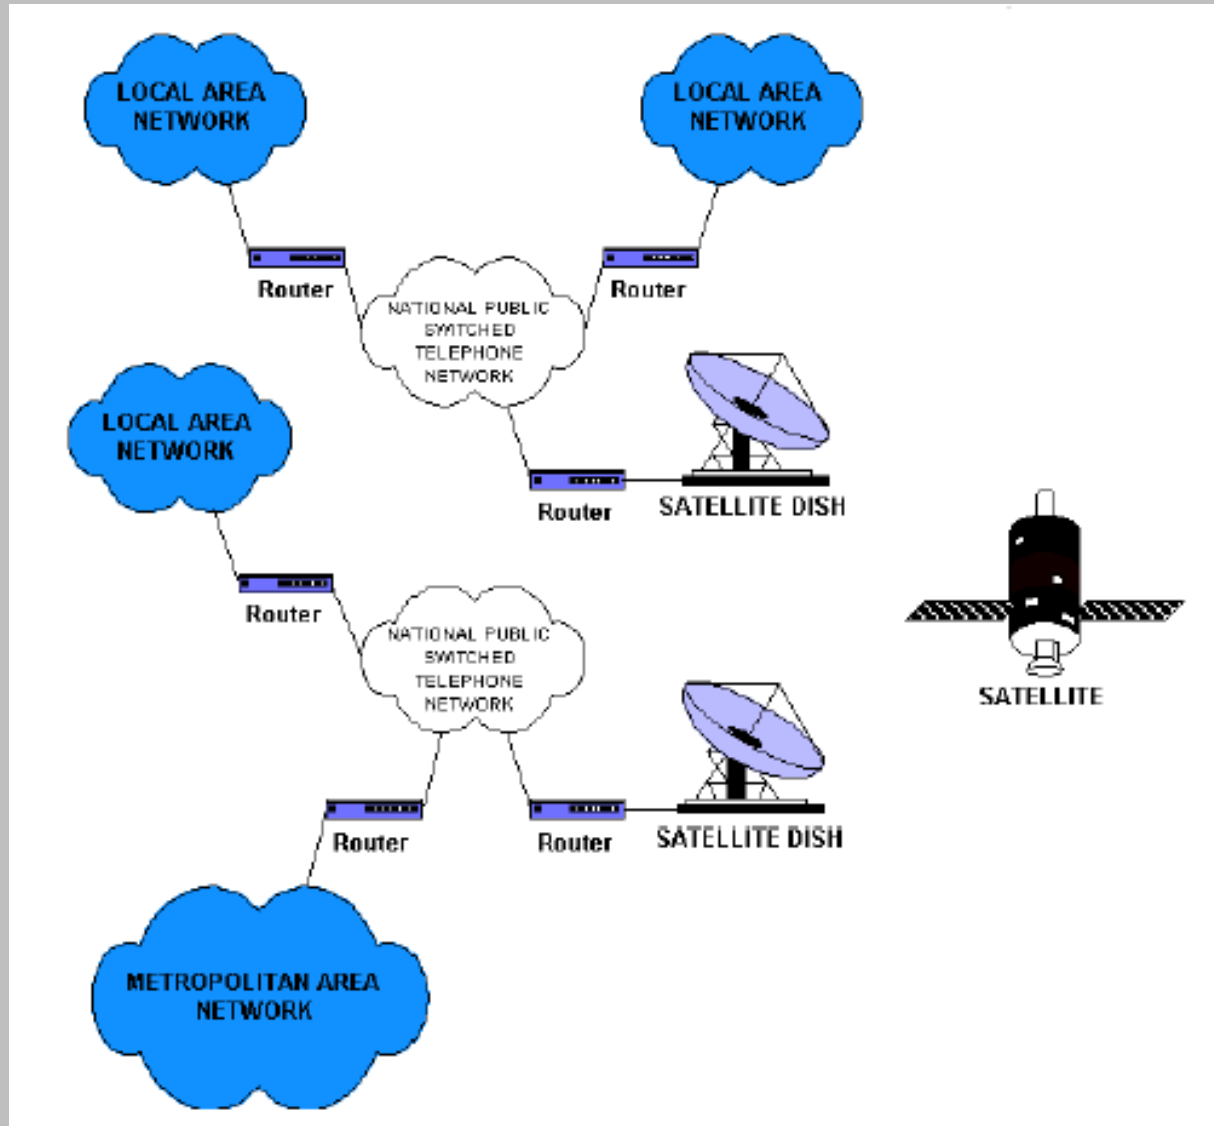 LOCAL AREA
NETWORK
LOCAL AREA
NETWORK
Router
Router
NATIONAL PUBLIC
SWITCHED
TELEPHONE
NETWORK
LOCAL AREA
NETWORK
Router
SATELLITE DISH
Router
NATIONAL PUBLIC
SWITCHED
TELEPHONE
NETWORK
SATELLITE
Router
Router
SATELLITE DISH
METROPOLITAN AREA
NETWORK